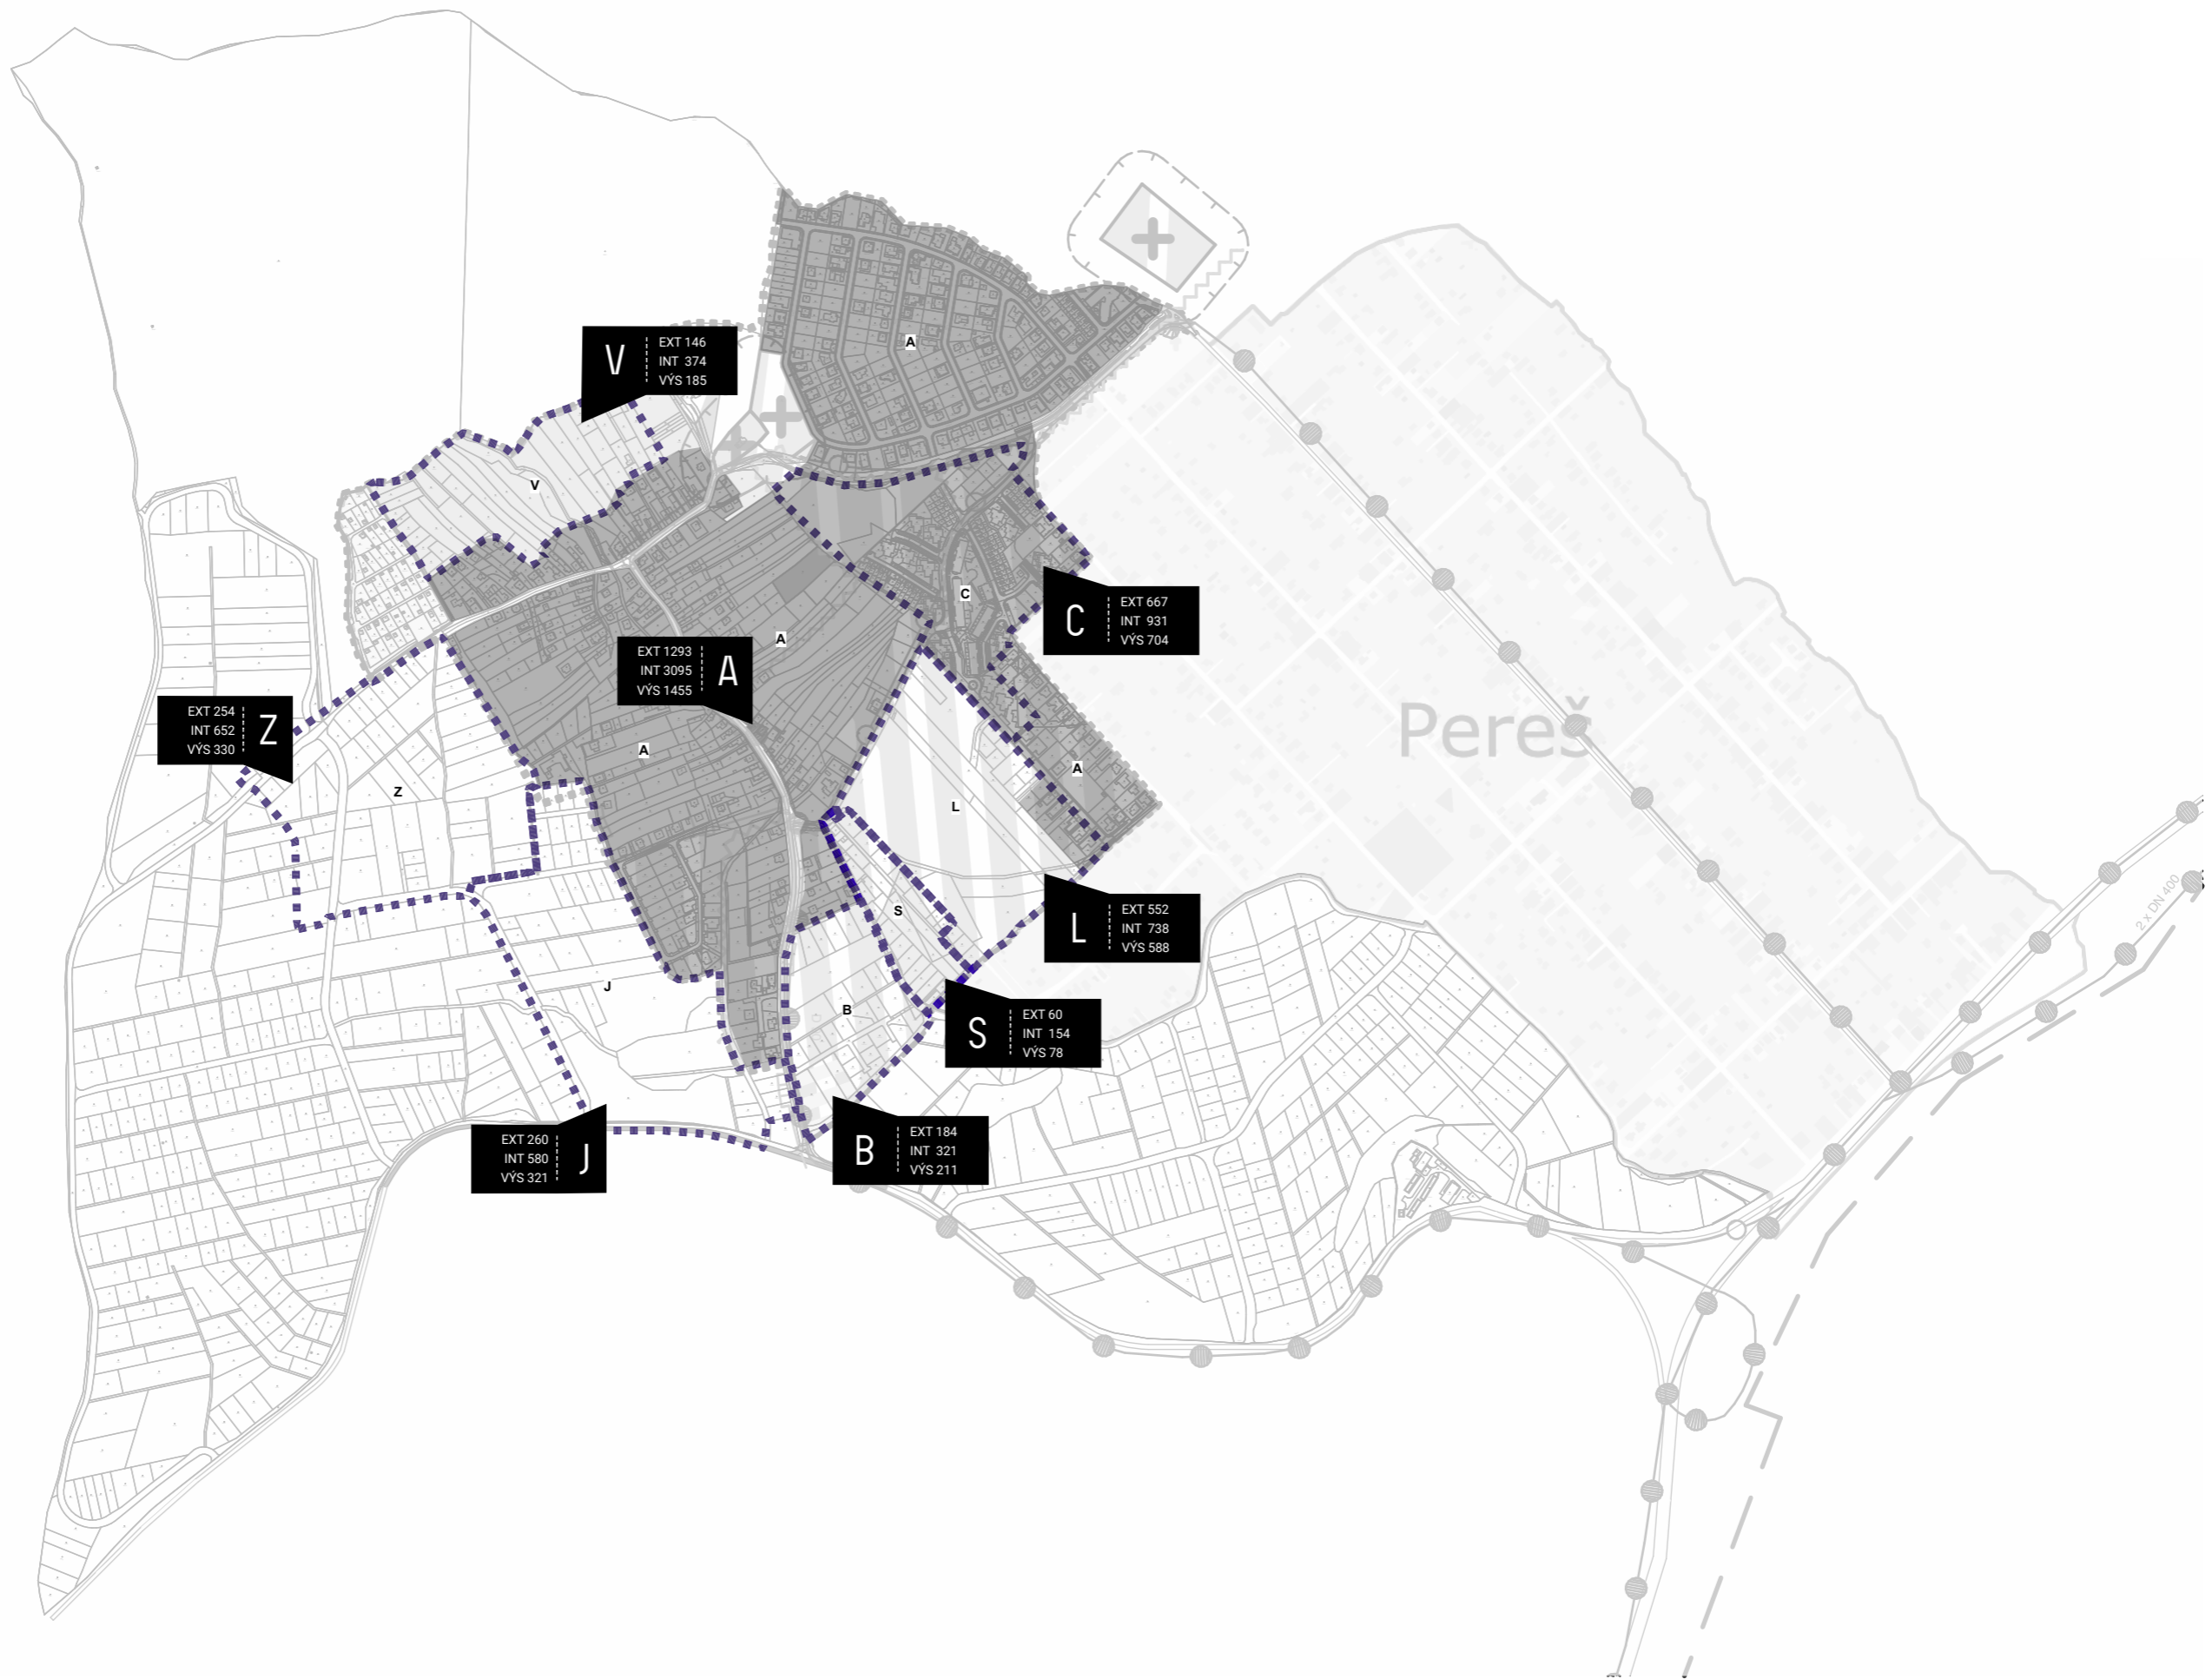 A
V
EXT 146
INT 374
VÝS 185
V
C
EXT 667
INT 931
VÝS 704
C
A
EXT 1293
INT 3095
VÝS 1455
A
EXT 254
INT 652
VÝS 330
Z
Pereš
A
A
Z
L
2 x DN 400
S
L
EXT 552
INT 738
VÝS 588
J
B
S
EXT 60
INT 154
VÝS 78
EXT 260
INT 580
VÝS 321
J
B
EXT 184
INT 321
VÝS 211